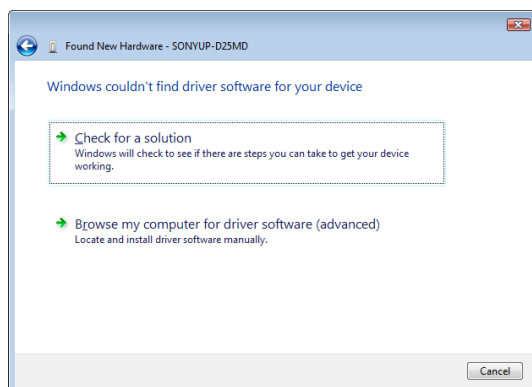 Found New Hardware - SONYUP-D25MD
Windows couldn't find driver software for your device
Check for a solution
Windows will check to see if there are steps you can take to get your device
working.
Browse my computer for driver software (advanced)
Locate and install driver software manually.
Cancel